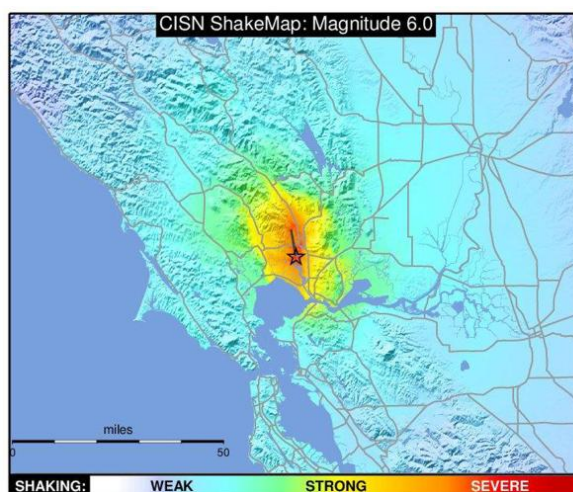 CISN ShakeMap: Magnitude 6.0
miles
0 50
SHAKING: WEAK STRONG SEVERE